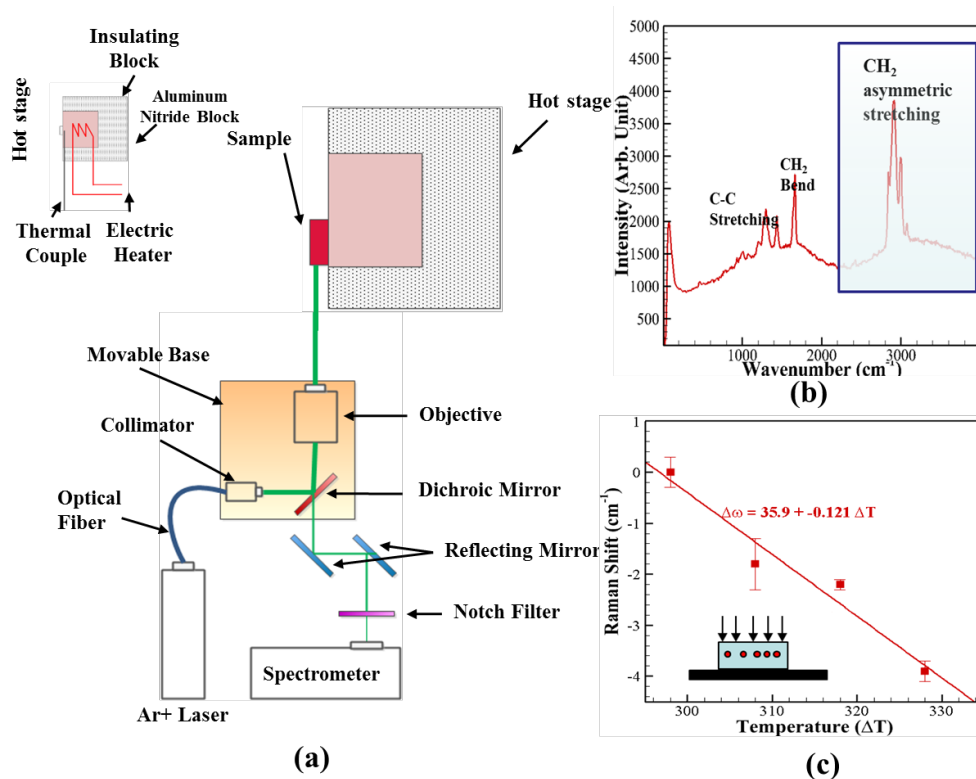 Hot stage
Insulating
Block
Aluminum
Nitride Block
Thermal
Couple
Electric
Heater
Sample
Hot stage
Movable Base
Objective
Collimator
Dichroic Mirror
Optical
Fiber
Reflecting Mirror
Notch Filter
Spectrometer
Ar+ Laser
(a)
Intensity (Arb. Unit)
5000
4500
4000
3500
3000
2500
2000
1500
1000
500
CH2
asymmetric
stretching
CH2
Bend
C-C
Stretching
1000
2000
3000
Wavenumber (cm-1)
(b)
Raman Shift (cm-1)
1
0
-1
-2
-3
-4
Δω = 35.9 + -0.121 ΔT
300
310
320
330
Temperature (ΔT)
(c)